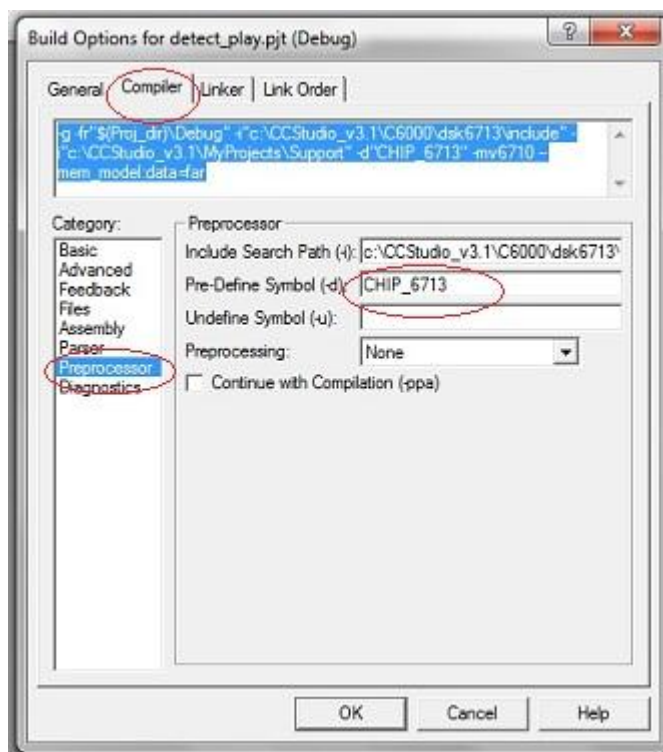 Build Options for detect_play.pjt (Debug)
General Compiler Linker Link Order
-g -fr"$(Proj_dir)\Debug" -i"c:\CCStudio_v3.1\C6000\dsk6713\include" -
i"c:\CCStudio_v3.1\MyProjects\Support" -d"CHIP_6713" -mv6710 --
mem_model:data=far
Category:
Basic
Advanced
Feedback
Files
Assembly
Parser
Preprocessor
Diagnostics
Preprocessor
Include Search Path (-i): c:\CCStudio_v3.1\C6000\dsk6713\
Pre-Define Symbol (-d): CHIP_6713
Undefine Symbol (-u):
Preprocessing: None
Continue with Compilation (-ppa)
OK Cancel Help